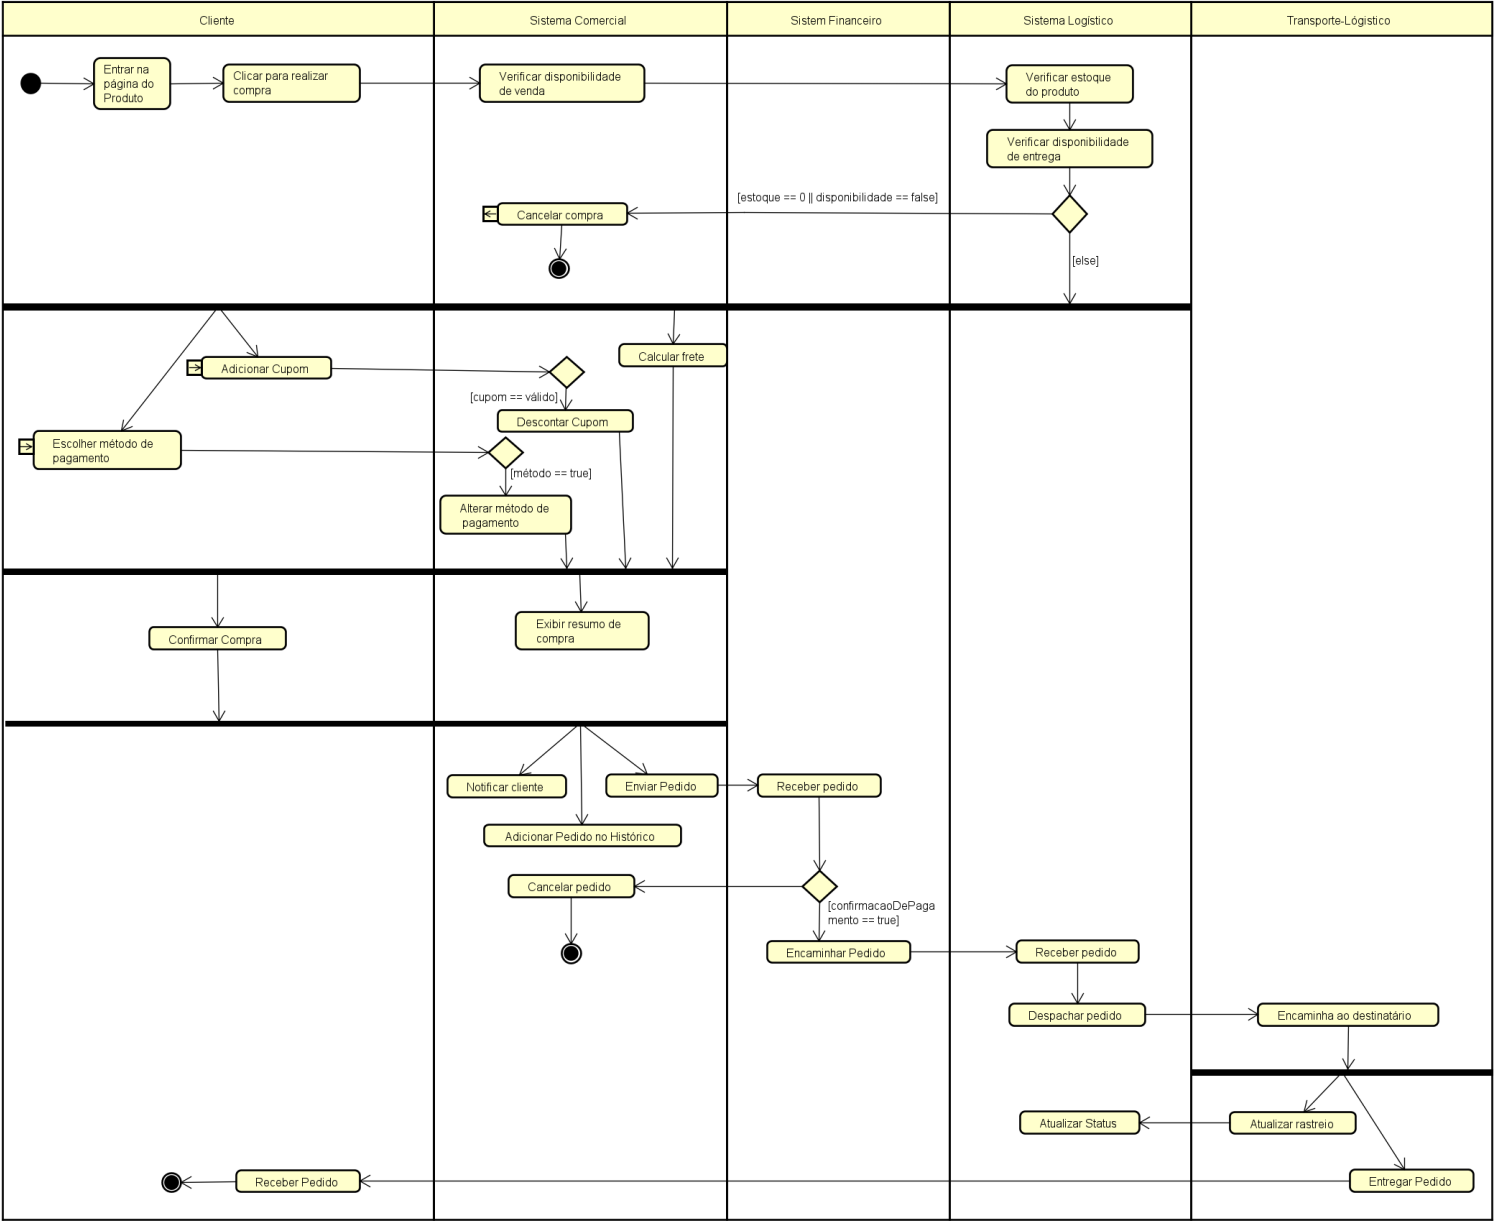 Cliente
Sistema Comercial
Sistem Financeiro
Sistema Logístico
Transporte-Lógistico
Entrar na
página do
Produto
Clicar para realizar
compra
Verificar disponibilidade
de venda
Verificar estoque
do produto
Verificar disponibilidade
de entrega
[estoque == 0 || disponibilidade == false]
Cancelar compra
[else]
Adicionar Cupom
Calcular frete
[cupom == válido]
Descontar Cupom
Escolher método de
pagamento
[método == true]
Alterar método de
pagamento
Exibir resumo de
compra
Confirmar Compra
Notificar cliente
Enviar Pedido
Receber pedido
Adicionar Pedido no Histórico
Cancelar pedido
[confirmacaoDePaga
mento == true]
Encaminhar Pedido
Receber pedido
Despachar pedido
Encaminha ao destinatário
Atualizar Status
Atualizar rastreio
Receber Pedido
Entregar Pedido